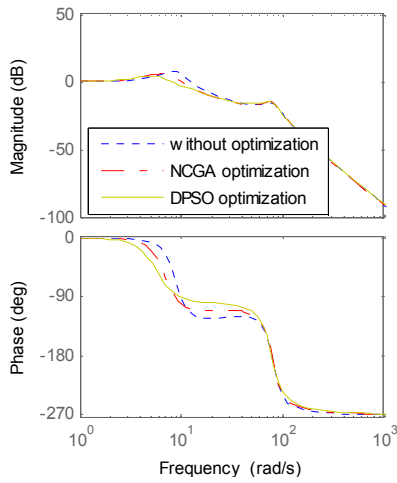 50
0
-50
-100
Magnitude (dB)
w ithout optimization
NCGA optimization
DPSO optimization
0
-90
-180
-270
Phase (deg)
10^0
10^1
10^2
10^3
Frequency (rad/s)